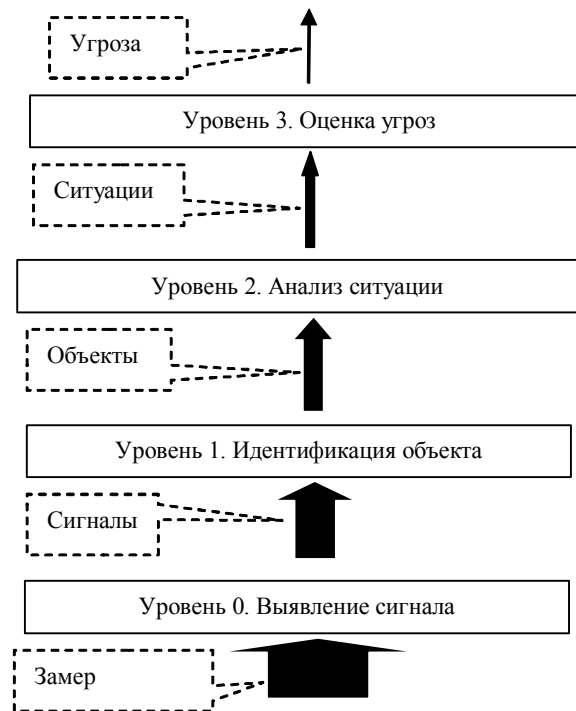 Угроза
Уровень 3. Оценка угроз
Ситуации
Уровень 2. Анализ ситуации
Объекты
Уровень 1. Идентификация объекта
Сигналы
Уровень 0. Выявление сигнала
Замер